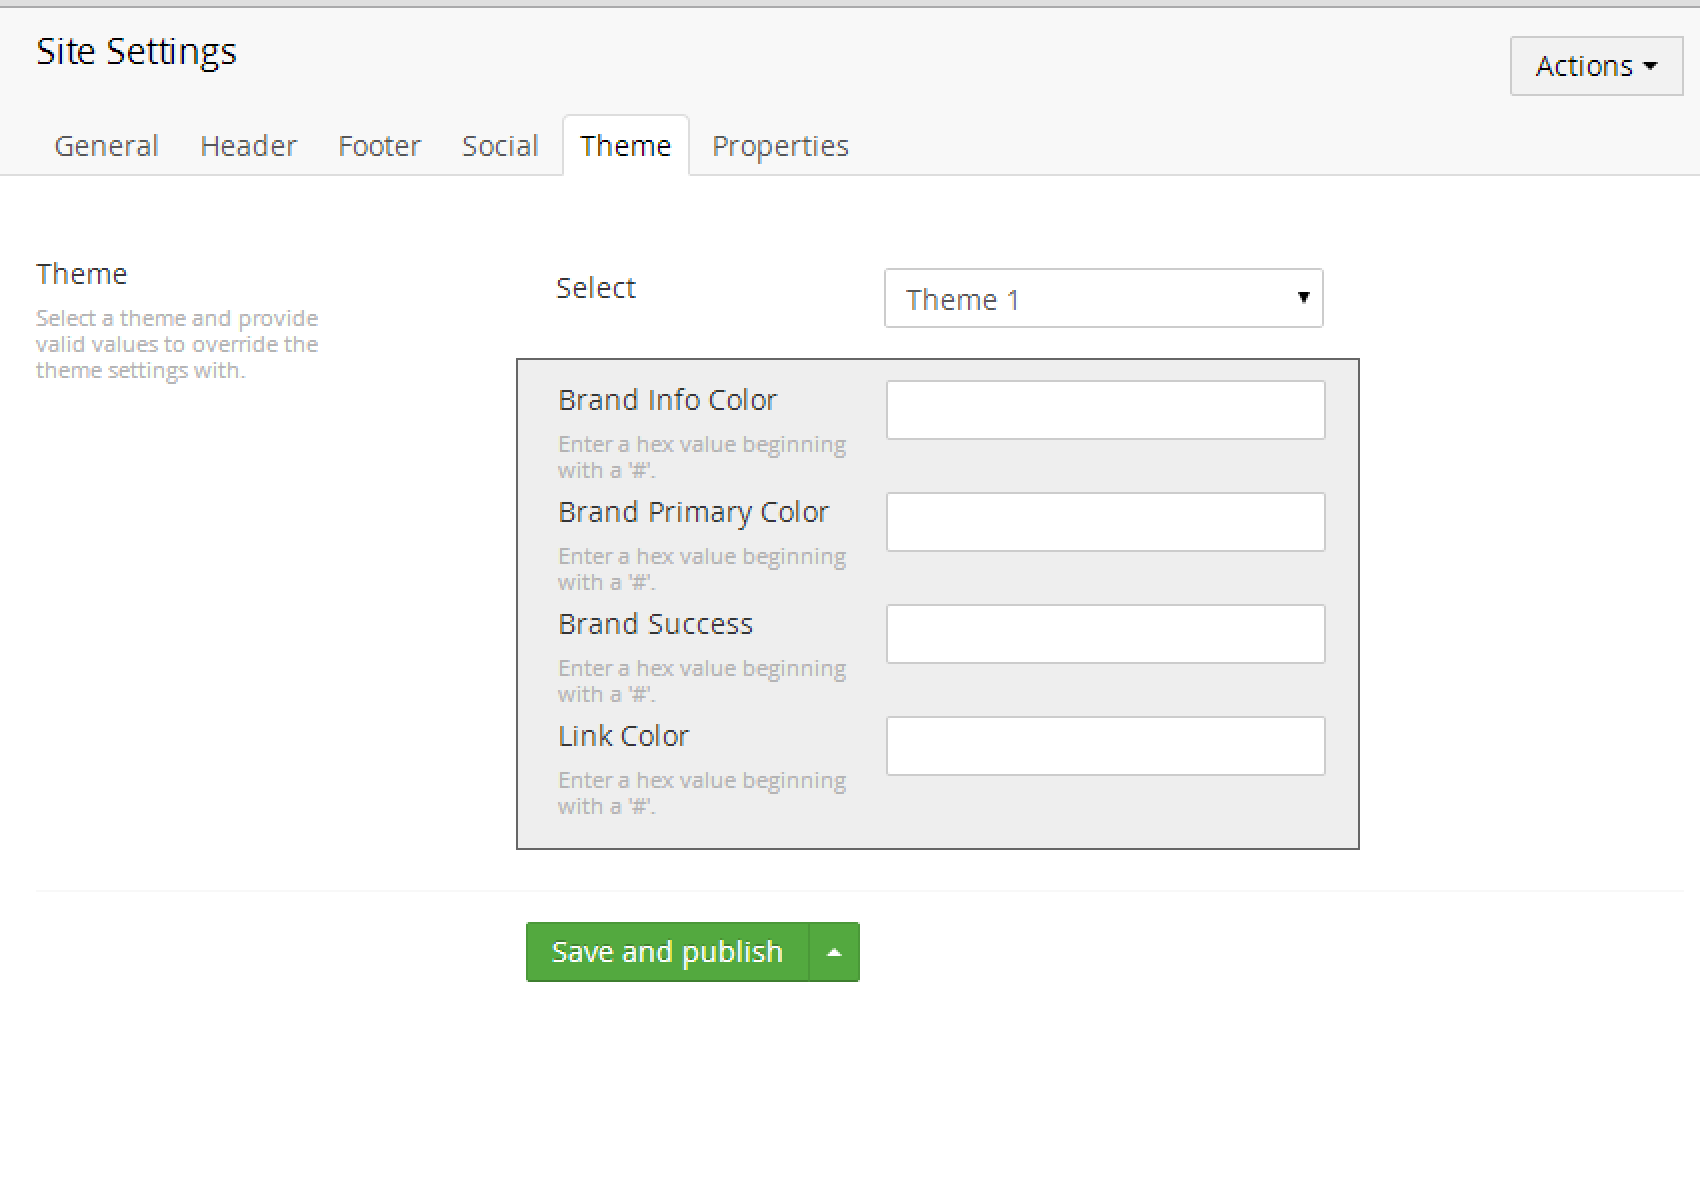 Site Settings
Actions
General Header Footer Social Theme Properties
Theme
Select a theme and provide
valid values to override the
theme settings with.
Select
Theme 1
Brand Info Color
Enter a hex value beginning
with a '#'.
Brand Primary Color
Enter a hex value beginning
with a '#'.
Brand Success
Enter a hex value beginning
with a '#'.
Link Color
Enter a hex value beginning
with a '#'.
Save and publish